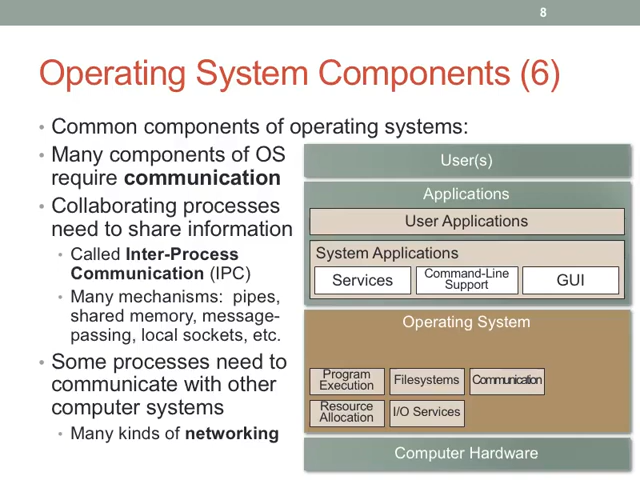 8
Operating System Components (6)
• Common components of operating systems:
• Many components of OS
require communication
• Collaborating processes
need to share information
• Called Inter-Process
Communication (IPC)
• Many mechanisms: pipes,
shared memory, message-
passing, local sockets, etc.
• Some processes need to
communicate with other
computer systems
• Many kinds of networking
User(s)
Applications
User Applications
System Applications
Services
Command-Line
Support
GUI
Operating System
Program
Execution
Filesystems
Communication
Resource
Allocation
I/O Services
Computer Hardware